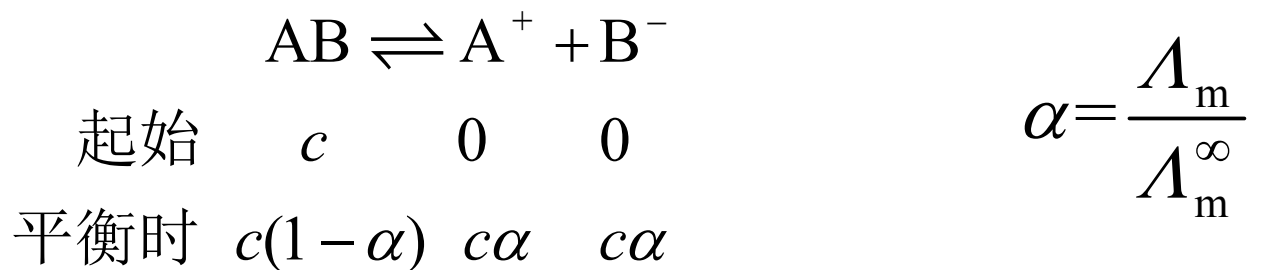 AB ⇌ A⁺ + B⁻
起始 c 0 0
平衡时 c(1−α) cα cα
α=Λₘ/Λₘ^∞